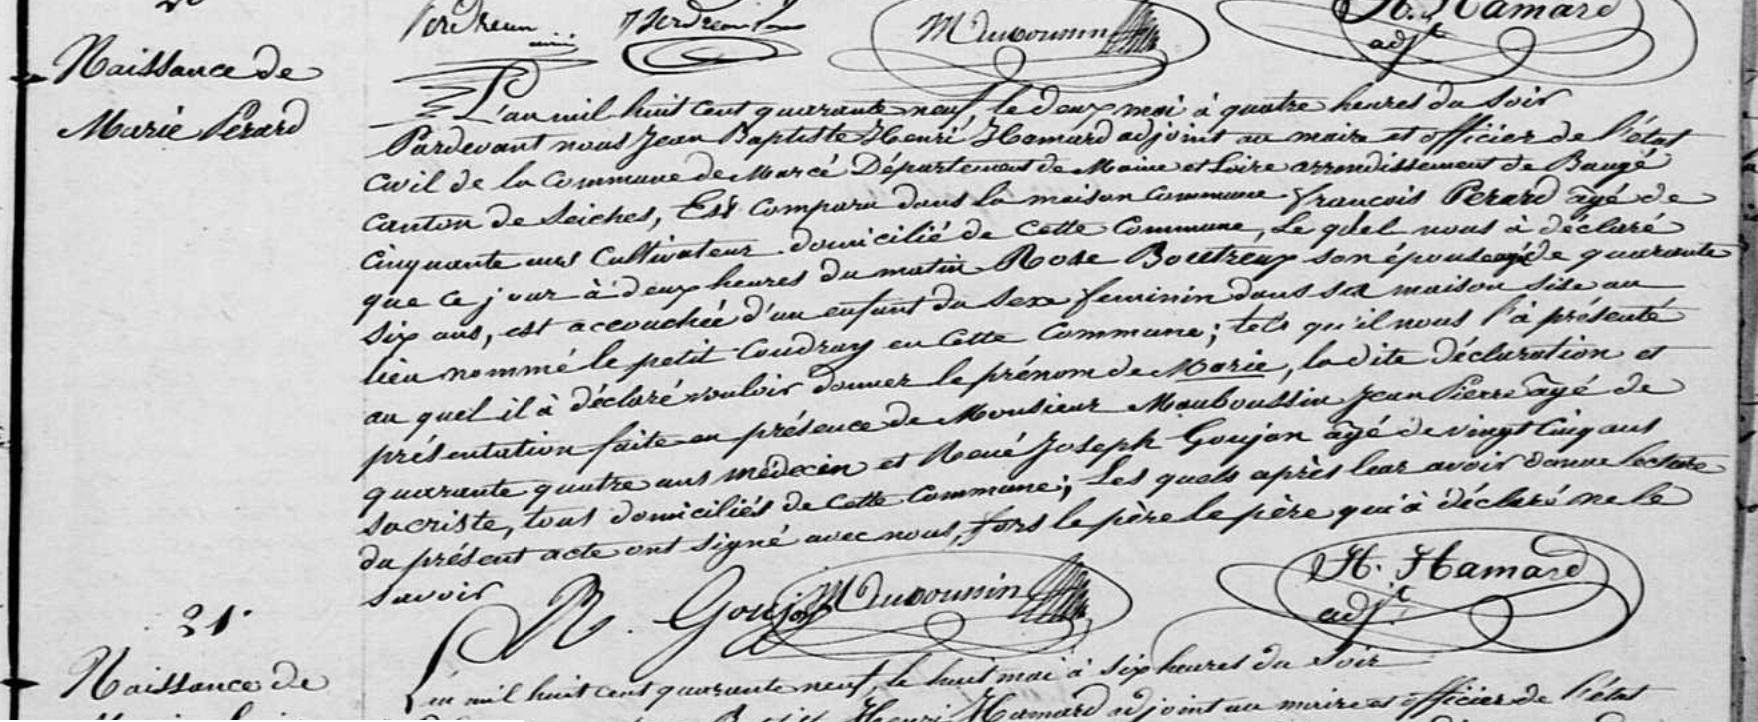 Naissance de
Marie Pérard
Mauboussin
H. Hamard
adjt
L'an mil huit cent quarante neuf, le deux mai à quatre heures du soir
Pardevant nous Jean Baptiste Henri Hamard adjoint au maire et officier de l'état
civil de la Commune de Marcé Département de Maine et Loire arrondissement de Baugé
canton de Seiches, Est comparu dans la maison commune François Pérard âgé de
cinquante ans Cultivateur domicilié de cette Commune, Le quel nous à déclaré
que ce jour à deux heures du matin Rose Bouttreux son épouse âgée de quarante
six ans, est accouchée d'un enfant du sexe feminin dans sa maison sise au
lieu nommé le petit Coudray en Cette Commune; tels qu'il nous l'à présenté
au quel il à déclaré vouloir donner le prénom de Marie, la dite déclaration et
présentation faite en présence de Monsieur Mauboussin Jean Pierre âgé de
quarante quatre ans médecin et René Joseph Goujon âgé de vingt cinq ans
sacriste, tous domiciliés de cette Commune; Les quels après leur avoir donné lecture
du présent acte ont signé avec nous, fors le père le père qui à déclaré ne le
savoir
R. Goujon Mauboussin H. Hamard
adjt.
21.
Naissance de
L'an mil huit cent quarante neuf, le huit mai à six heures du soir
Henri Hamard adjoint au maire et officier de l'état